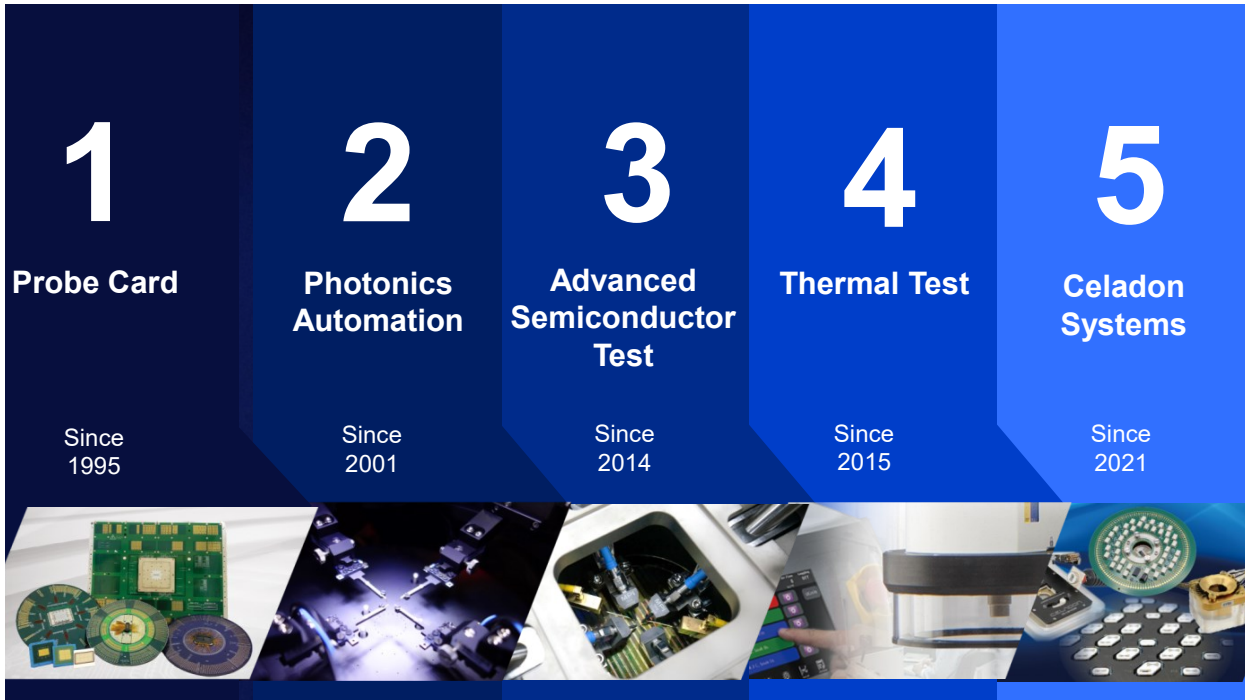 1
Probe Card
Since
1995
2
Photonics
Automation
Since
2001
3
Advanced
Semiconductor
Test
Since
2014
4
Thermal Test
Since
2015
5
Celadon
Systems
Since
2021